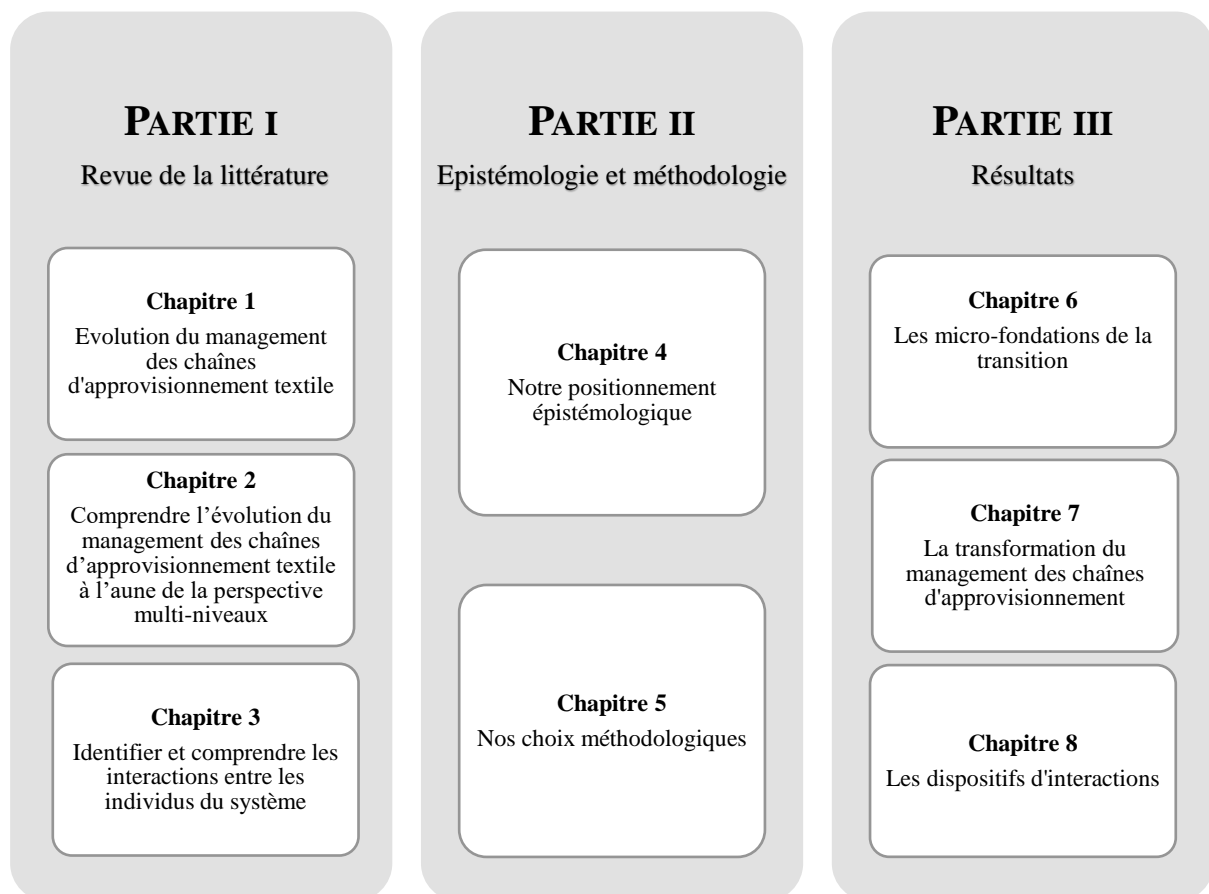 PARTIE I
Revue de la littérature
Chapitre 1
Evolution du management
des chaînes
d'approvisionnement textile
Chapitre 2
Comprendre l’évolution du
management des chaînes
d’approvisionnement textile
à l’aune de la perspective
multi-niveaux
Chapitre 3
Identifier et comprendre les
interactions entre les
individus du système
PARTIE II
Epistémologie et méthodologie
Chapitre 4
Notre positionnement
épistémologique
Chapitre 5
Nos choix méthodologiques
PARTIE III
Résultats
Chapitre 6
Les micro-fondations de la
transition
Chapitre 7
La transformation du
management des chaînes
d'approvisionnement
Chapitre 8
Les dispositifs d'interactions